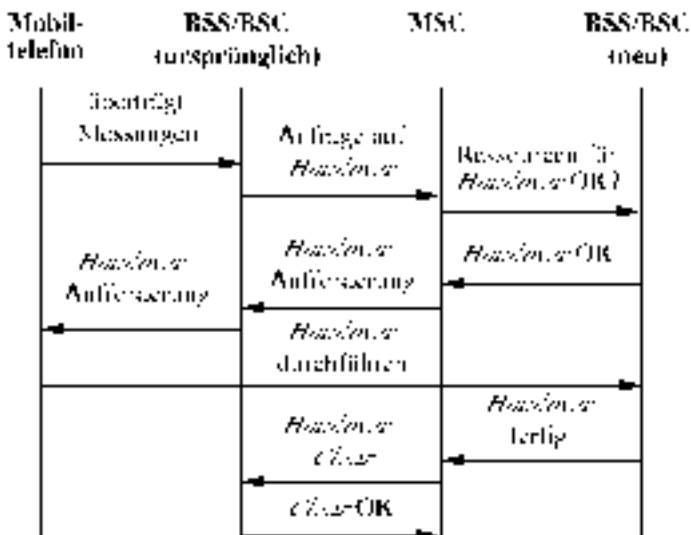 Mobil-
telefon
BSS/BSC
(ursprünglich)
MSC
BSS/BSC
(neu)
überträgt
Messungen
Anfrage auf
Handover
Ressourcen für
Handover OK?
Handover OK
Handover
Aufforderung
Handover
Aufforderung
Handover
durchführen
Handover
fertig
Handover
Clear
Clear OK